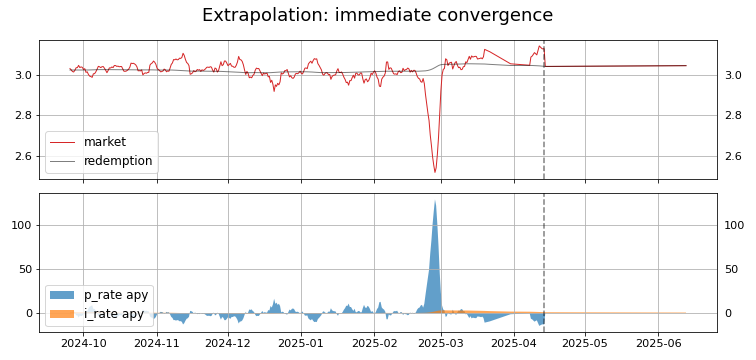 Extrapolation: immediate convergence
3.0
2.8
2.6
3.0
2.8
2.6
market
redemption
100
50
0
100
50
0
p_rate apy
i_rate apy
2024-10 2024-11 2024-12 2025-01 2025-02 2025-03 2025-04 2025-05 2025-06